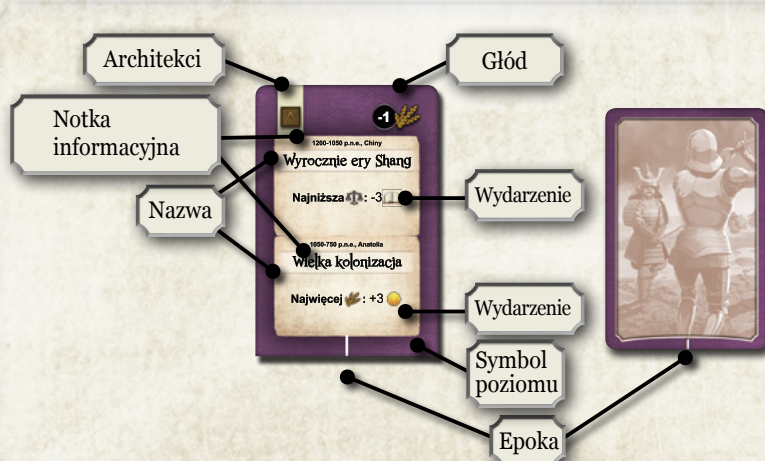 Architekci
Głód
Notka
informacyjna
-1
1200-1050 p.n.e., Chiny
Wyrocznie ery Shang
Najniższa : -3
Wydarzenie
Nazwa
1050-750 p.n.e., Anatolia
Wielka kolonizacja
Najwięcej : +3
Wydarzenie
Symbol
poziomu
Epoka